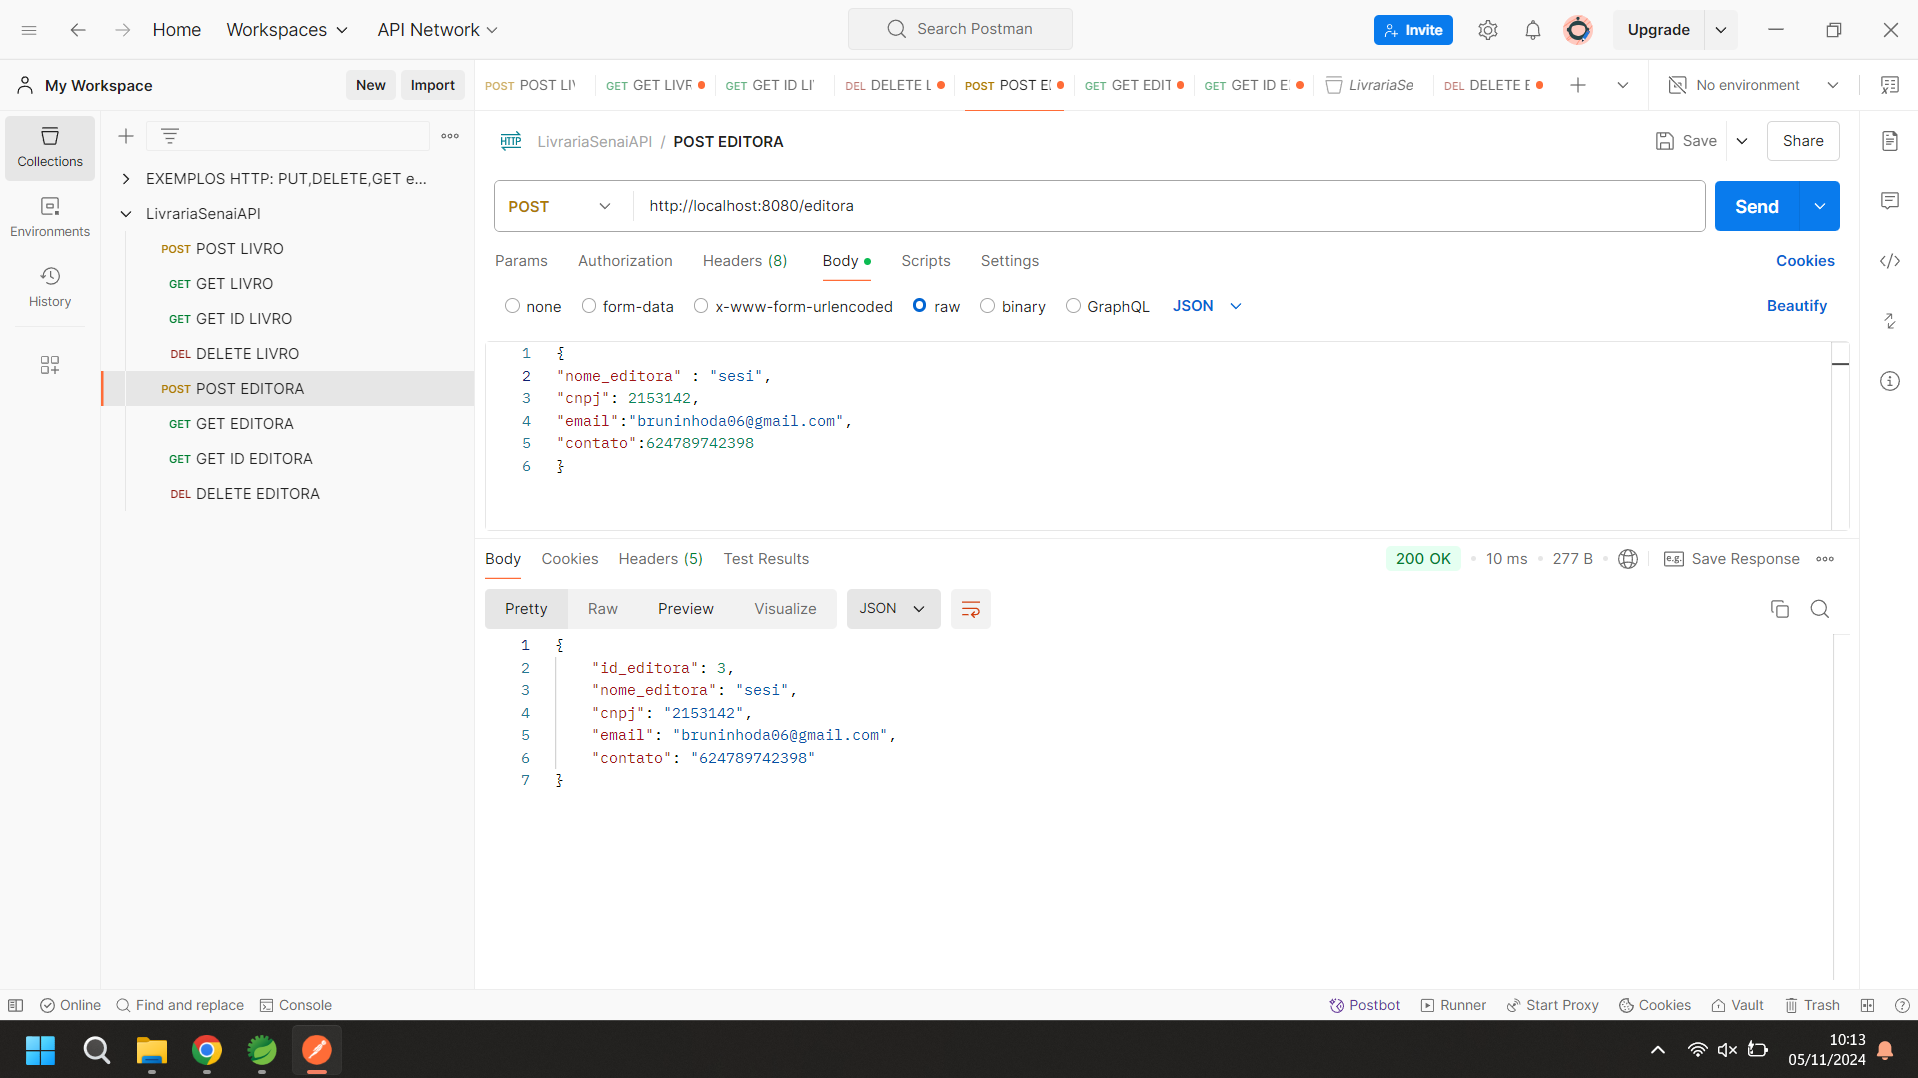 Home Workspaces API Network Search Postman Invite Upgrade
My Workspace New Import POST POST LIV GET GET LIVR GET GET ID LI DELETE L POST POST E GET GET EDIT GET GET ID E LivrariaSe DEL DELETE E No environment
Collections
Environments
History
EXEMPLOS HTTP: PUT,DELETE,GET e...
LivrariaSenaiAPI
POST POST LIVRO
GET GET LIVRO
GET GET ID LIVRO
DEL DELETE LIVRO
POST POST EDITORA
GET GET EDITORA
GET GET ID EDITORA
DEL DELETE EDITORA
HTTP LivrariaSenaiAPI / POST EDITORA Save Share
POST http://localhost:8080/editora Send
Params Authorization Headers (8) Body Scripts Settings Cookies
none form-data x-www-form-urlencoded raw binary GraphQL JSON Beautify
1 {
2 "nome_editora" : "sesi",
3 "cnpj": 2153142,
4 "email":"bruninhoda06@gmail.com",
5 "contato":624789742398
6 }
Body Cookies Headers (5) Test Results 200 OK 10 ms 277 B e.g. Save Response
Pretty Raw Preview Visualize JSON
1 {
2 "id_editora": 3,
3 "nome_editora": "sesi",
4 "cnpj": "2153142",
5 "email": "bruninhoda06@gmail.com",
6 "contato": "624789742398"
7 }
Online Find and replace Console Postbot Runner Start Proxy Cookies Vault Trash
10:13
05/11/2024